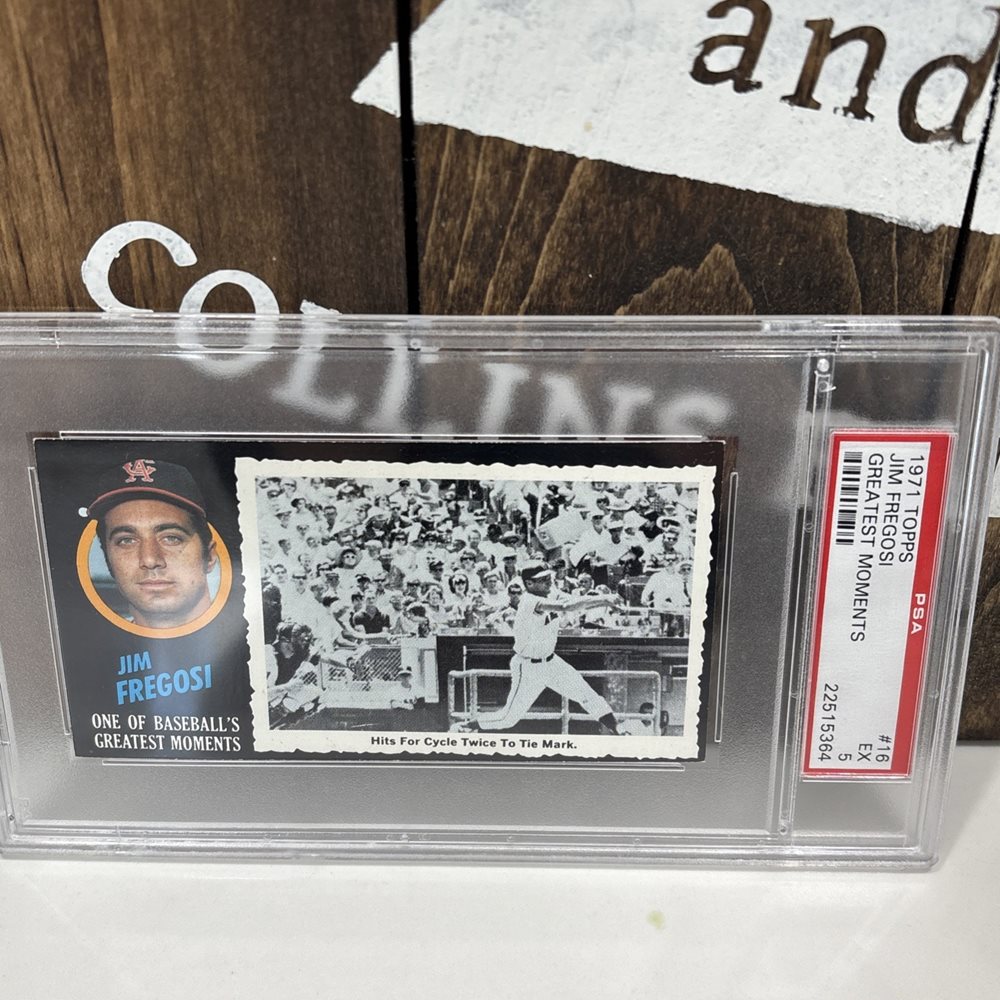 and
COLLINS
JIM
FREGOSI
ONE OF BASEBALL'S
GREATEST MOMENTS
Hits For Cycle Twice To Tie Mark.
1971 TOPPS
JIM FREGOSI
GREATEST MOMENTS
PSA
#16
EX
5
22515364